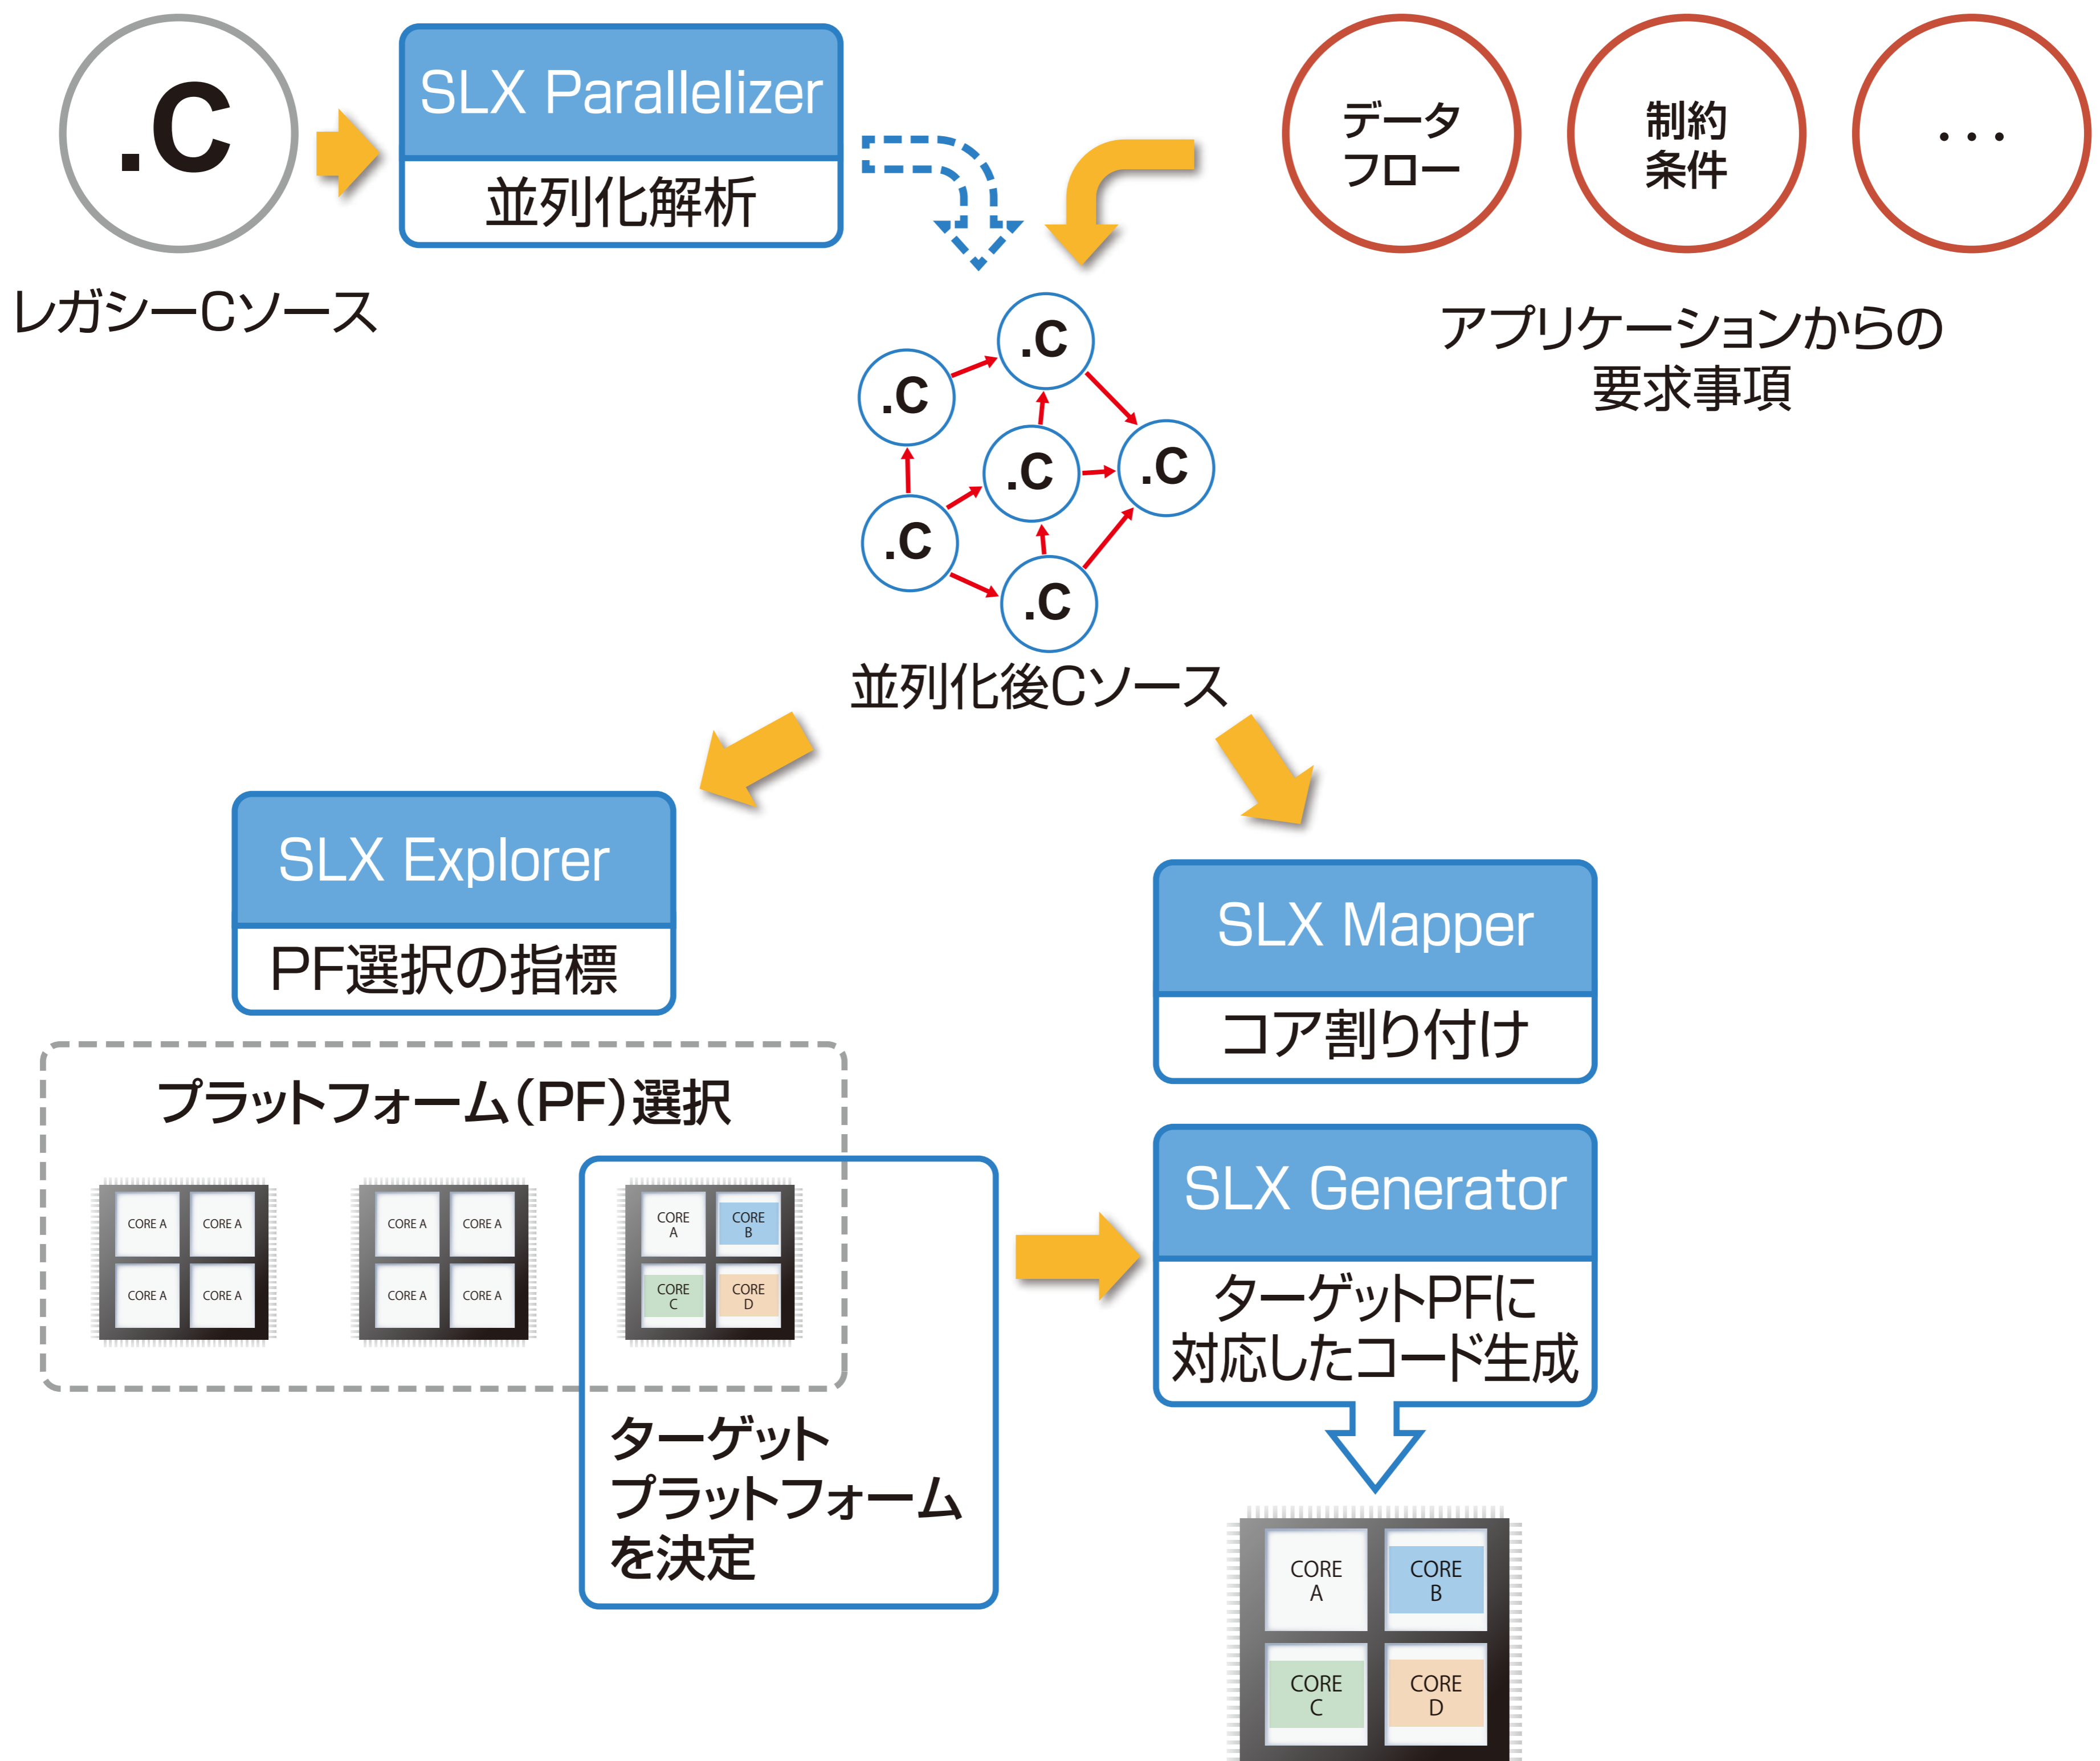 .C
レガシーCソース
SLX Parallelizer
並列化解析
データ
フロー
制約
条件
・・・
アプリケーションからの
要求事項
.C
.C
.C
.C
.C
.C
並列化後Cソース
SLX Explorer
PF選択の指標
プラットフォーム（PF）選択
CORE A
CORE A
CORE A
CORE A
CORE A
CORE A
CORE A
CORE A
CORE
A
CORE
B
CORE
C
CORE
D
ターゲット
プラットフォーム
を決定
SLX Mapper
コア割り付け
SLX Generator
ターゲットPFに
対応したコード生成
CORE
A
CORE
B
CORE
C
CORE
D